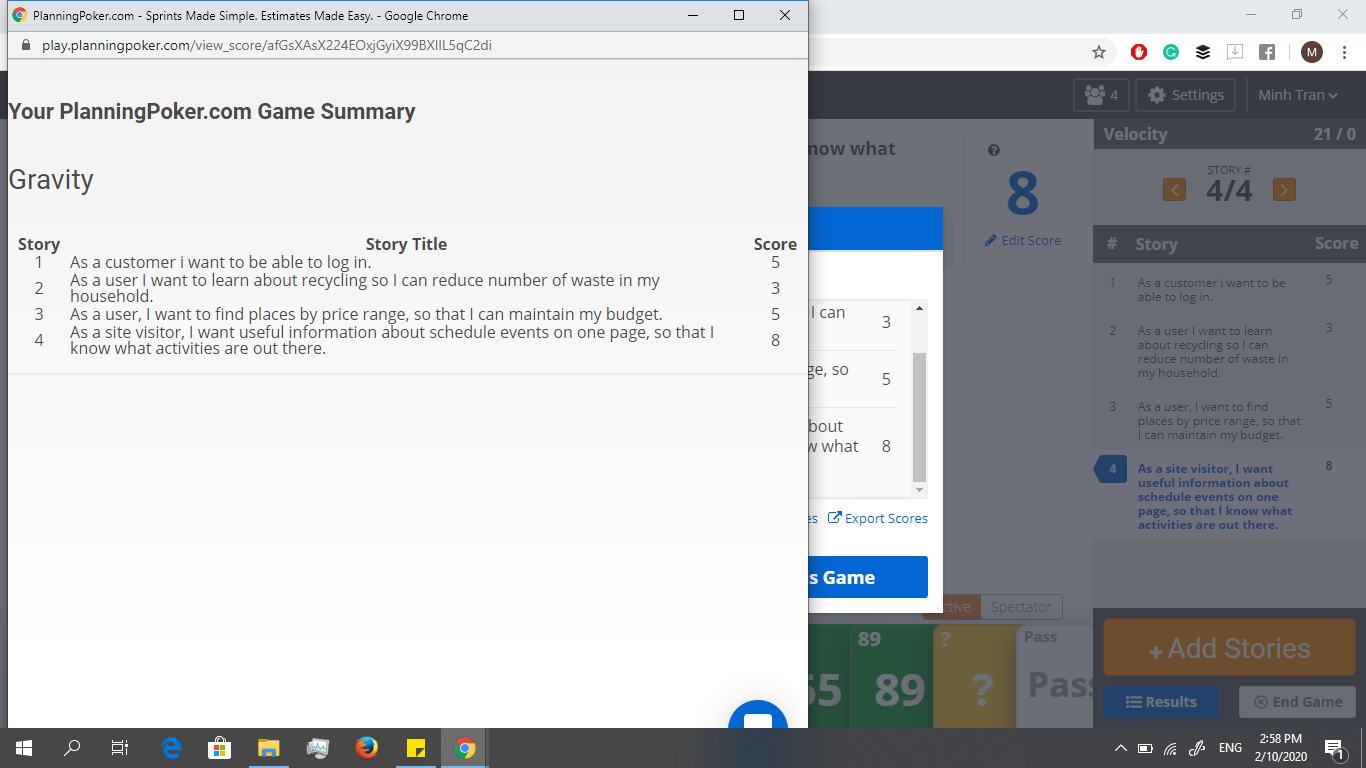 PlanningPoker.com - Sprints Made Simple. Estimates Made Easy. - Google Chrome
play.planningpoker.com/view_score/afGsXAsX224EOxjGyiX99BXIIL5qC2di
Your PlanningPoker.com Game Summary
Gravity
Story Story Title Score
1 As a customer i want to be able to log in. 5
2 As a user I want to learn about recycling so I can reduce number of waste in my
household. 3
3 As a user, I want to find places by price range, so that I can maintain my budget. 5
4 As a site visitor, I want useful information about schedule events on one page, so that I
know what activities are out there. 8
now what
8
Edit Score
I can
3
ge, so
5
bout
w what
8
es Export Scores
s Game
ctive Spectator
55
89
89
?
?
Pass
Pass
M
4 Settings Minh Tran
Velocity 21 / 0
STORY #
4/4
# Story Score
1 As a customer i want to be 5
able to log in.
2 As a user I want to learn 3
about recycling so I can
reduce number of waste in
my household.
3 As a user, I want to find 5
places by price range, so that
I can maintain my budget.
4 As a site visitor, I want 8
useful information about
schedule events on one
page, so that I know what
activities are out there.
+ Add Stories
Results End Game
ENG
2:58 PM
2/10/2020
1